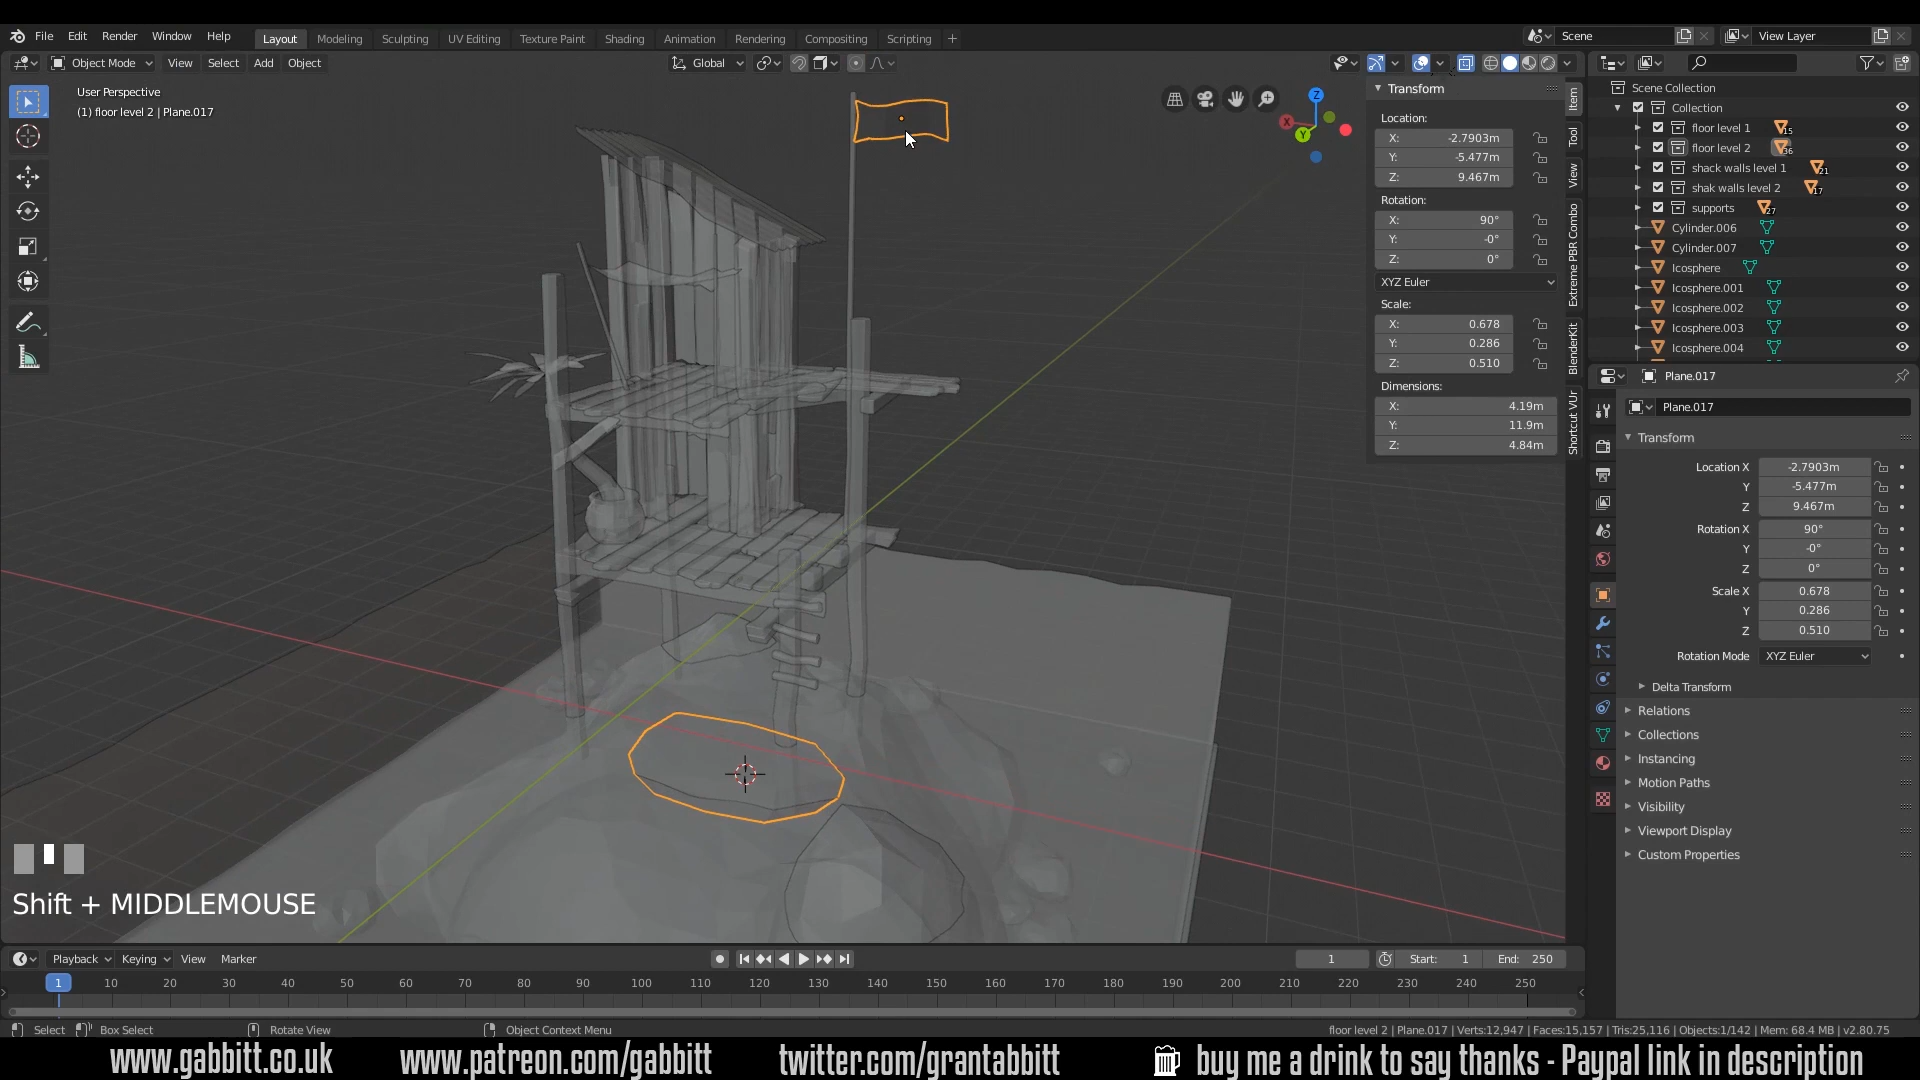 File Edit Render Window Help Layout Modeling Sculpting UV Editing Texture Paint Shading Animation Rendering Compositing Scripting + Scene View Layer
Object Mode View Select Add Object Global
User Perspective
(1) floor level 2 | Plane.017
Transform
Location:
X: -2.7903m
Y: -5.477m
Z: 9.467m
Rotation:
X: 90°
Y: -0°
Z: 0°
XYZ Euler
Scale:
X: 0.678
Y: 0.286
Z: 0.510
Dimensions:
X: 4.19m
Y: 11.9m
Z: 4.84m
Item
Tool
View
Extreme PBR Combo
BlenderKit
Shortcut VUr
X
Y
Z
Scene Collection
Collection
floor level 1 15
floor level 2 36
shack walls level 1 21
shak walls level 2 17
supports 27
Cylinder.006
Cylinder.007
Icosphere
Icosphere.001
Icosphere.002
Icosphere.003
Icosphere.004
Plane.017
Plane.017
Transform
Location X -2.7903m
Y -5.477m
Z 9.467m
Rotation X 90°
Y -0°
Z 0°
Scale X 0.678
Y 0.286
Z 0.510
Rotation Mode XYZ Euler
Delta Transform
Relations
Collections
Instancing
Motion Paths
Visibility
Viewport Display
Custom Properties
Shift + MIDDLEMOUSE
Playback Keying View Marker 1 Start: 1 End: 250
1 10 20 30 40 50 60 70 80 90 100 110 120 130 140 150 160 170 180 190 200 210 220 230 240 250
Select Box Select Rotate View Object Context Menu floor level 2 | Plane.017 | Verts:12,947 | Faces:15,157 | Tris:25,116 | Objects:1/142 | Mem: 68.4 MB | v2.80.75
www.gabbitt.co.uk www.patreon.com/gabbitt twitter.com/grantabbitt buy me a drink to say thanks - Paypal link in description